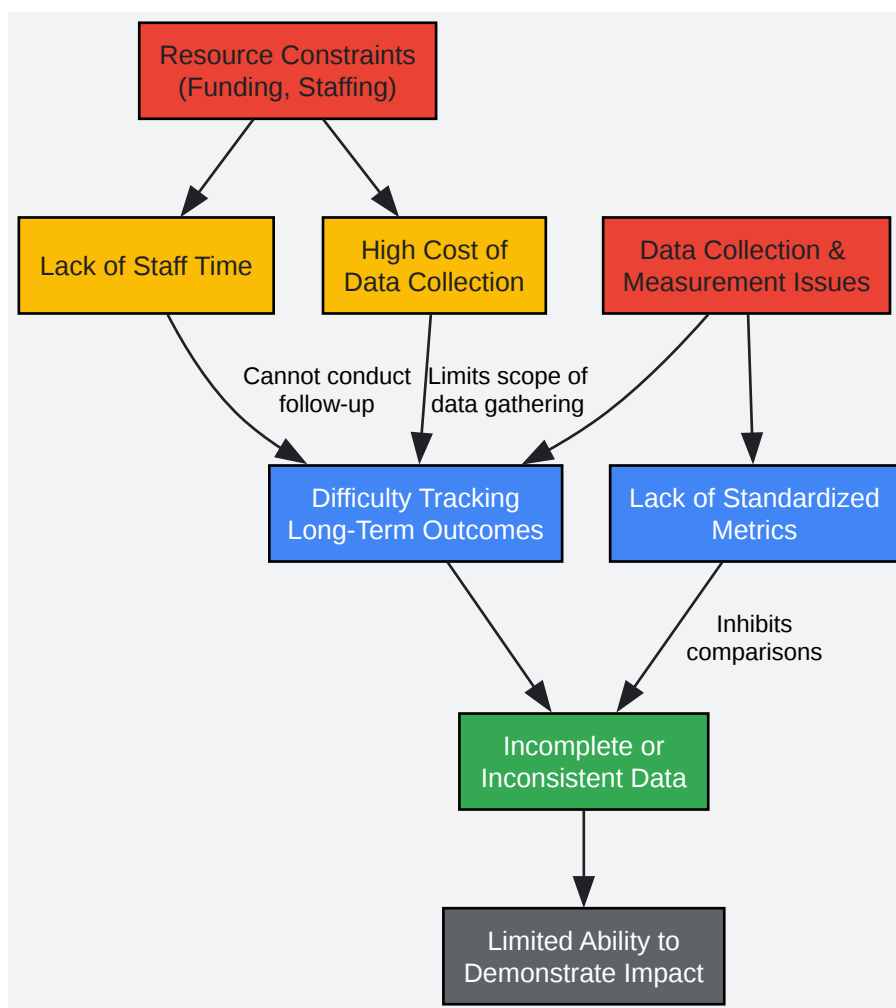 Resource Constraints
(Funding, Staffing)
Lack of Staff Time
High Cost of
Data Collection
Data Collection &
Measurement Issues
Cannot conduct
follow-up
Limits scope of
data gathering
Difficulty Tracking
Long-Term Outcomes
Lack of Standardized
Metrics
Inhibits
comparisons
Incomplete or
Inconsistent Data
Limited Ability to
Demonstrate Impact